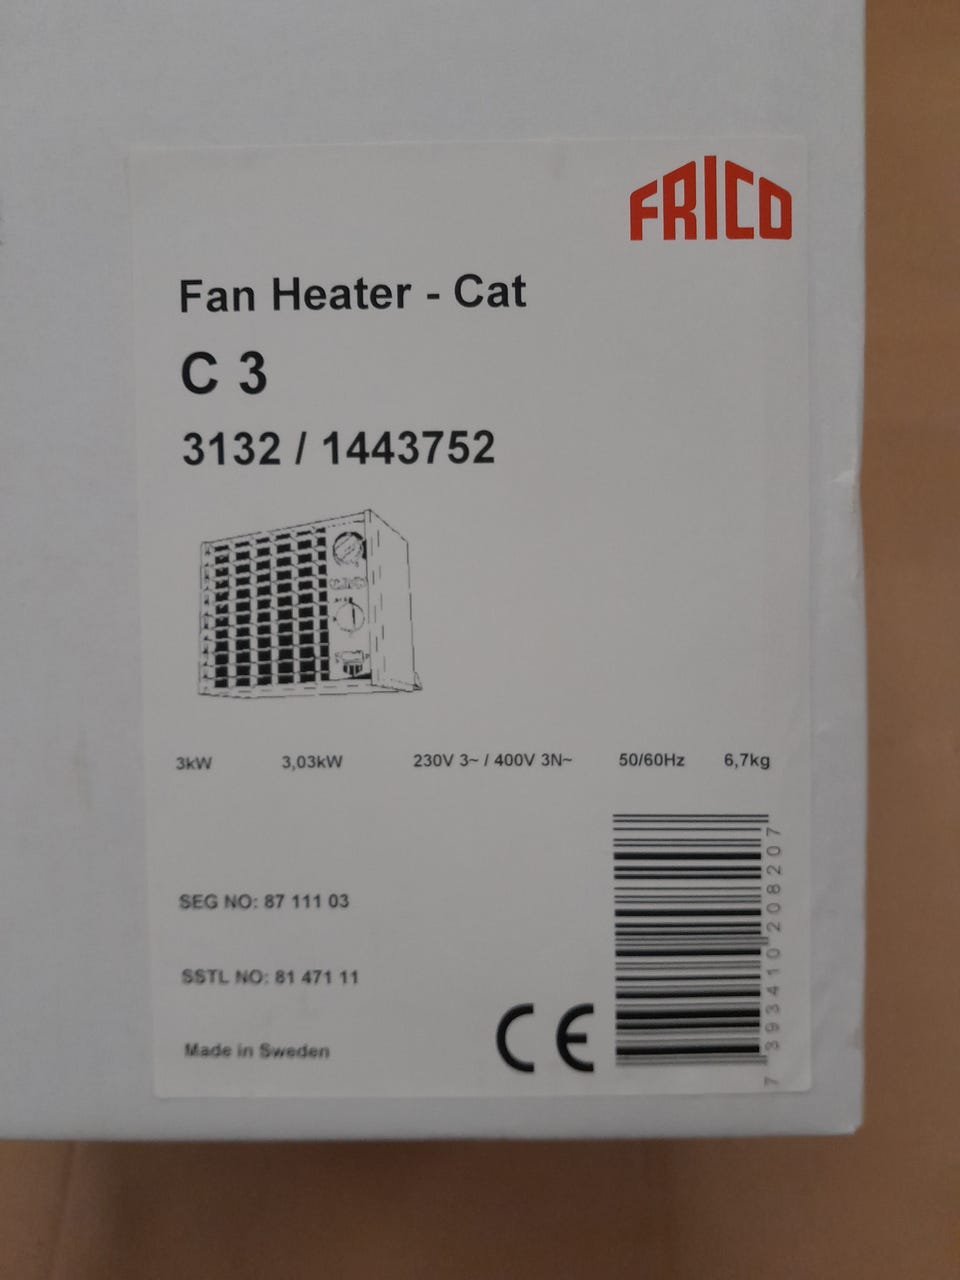 FRICO
Fan Heater - Cat
C 3
3132 / 1443752
3kW 3,03kW 230V 3~ / 400V 3N~ 50/60Hz 6,7kg
SEG NO: 87 111 03
SSTL NO: 81 471 11
Made in Sweden
CE
7 393410 208207